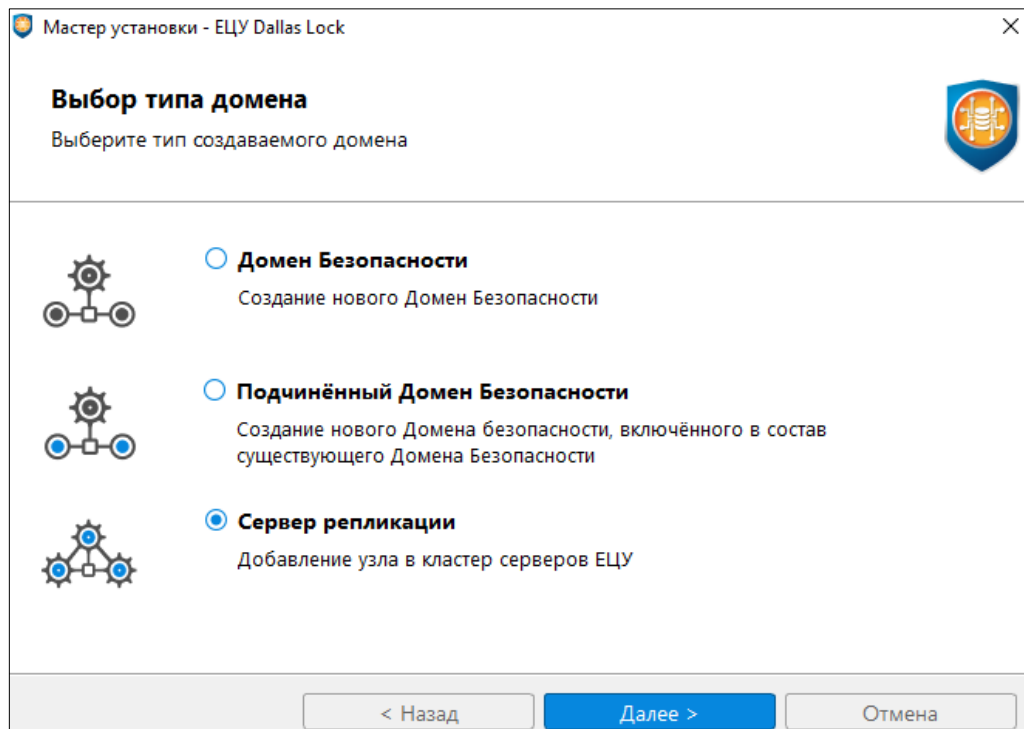 Мастер установки - ЕЦУ Dallas Lock
Выбор типа домена
Выберите тип создаваемого домена
Домен Безопасности
Создание нового Домен Безопасности
Подчинённый Домен Безопасности
Создание нового Домена безопасности, включённого в состав
существующего Домена Безопасности
Сервер репликации
Добавление узла в кластер серверов ЕЦУ
< Назад
Далее >
Отмена